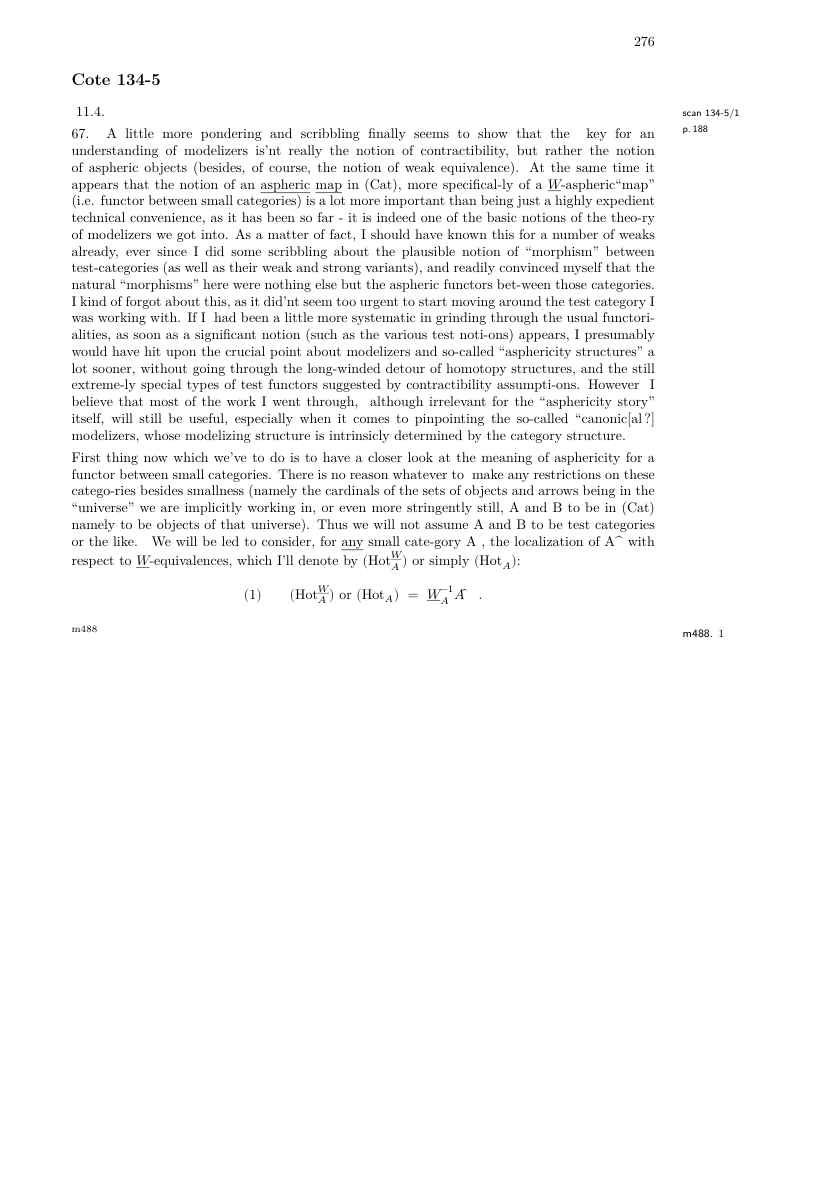 276
Cote 134-5
11.4.
scan 134-5/1
p. 188
67. A little more pondering and scribbling finally seems to show that the key for an
understanding of modelizers is'nt really the notion of contractibility, but rather the notion
of aspheric objects (besides, of course, the notion of weak equivalence). At the same time it
appears that the notion of an aspheric map in (Cat), more specifical-ly of a W-aspheric“map”
(i.e. functor between small categories) is a lot more important than being just a highly expedient
technical convenience, as it has been so far - it is indeed one of the basic notions of the theo-ry
of modelizers we got into. As a matter of fact, I should have known this for a number of weaks
already, ever since I did some scribbling about the plausible notion of “morphism” between
test-categories (as well as their weak and strong variants), and readily convinced myself that the
natural “morphisms” here were nothing else but the aspheric functors bet-ween those categories.
I kind of forgot about this, as it did'nt seem too urgent to start moving around the test category I
was working with. If I had been a little more systematic in grinding through the usual functori-
alities, as soon as a significant notion (such as the various test noti-ons) appears, I presumably
would have hit upon the crucial point about modelizers and so-called “asphericity structures” a
lot sooner, without going through the long-winded detour of homotopy structures, and the still
extreme-ly special types of test functors suggested by contractibility assumpti-ons. However I
believe that most of the work I went through, although irrelevant for the “asphericity story”
itself, will still be useful, especially when it comes to pinpointing the so-called “canonic[al ?]
modelizers, whose modelizing structure is intrinsicly determined by the category structure.
First thing now which we've to do is to have a closer look at the meaning of asphericity for a
functor between small categories. There is no reason whatever to make any restrictions on these
catego-ries besides smallness (namely the cardinals of the sets of objects and arrows being in the
“universe” we are implicitly working in, or even more stringently still, A and B to be in (Cat)
namely to be objects of that universe). Thus we will not assume A and B to be test categories
or the like. We will be led to consider, for any small cate-gory A , the localization of A^ with
respect to W-equivalences, which I'll denote by (Hot_A^W) or simply (Hot_A):
(1) (Hot_A^W) or (Hot_A) = W_A^{-1}A^ .
m488
m488. 1